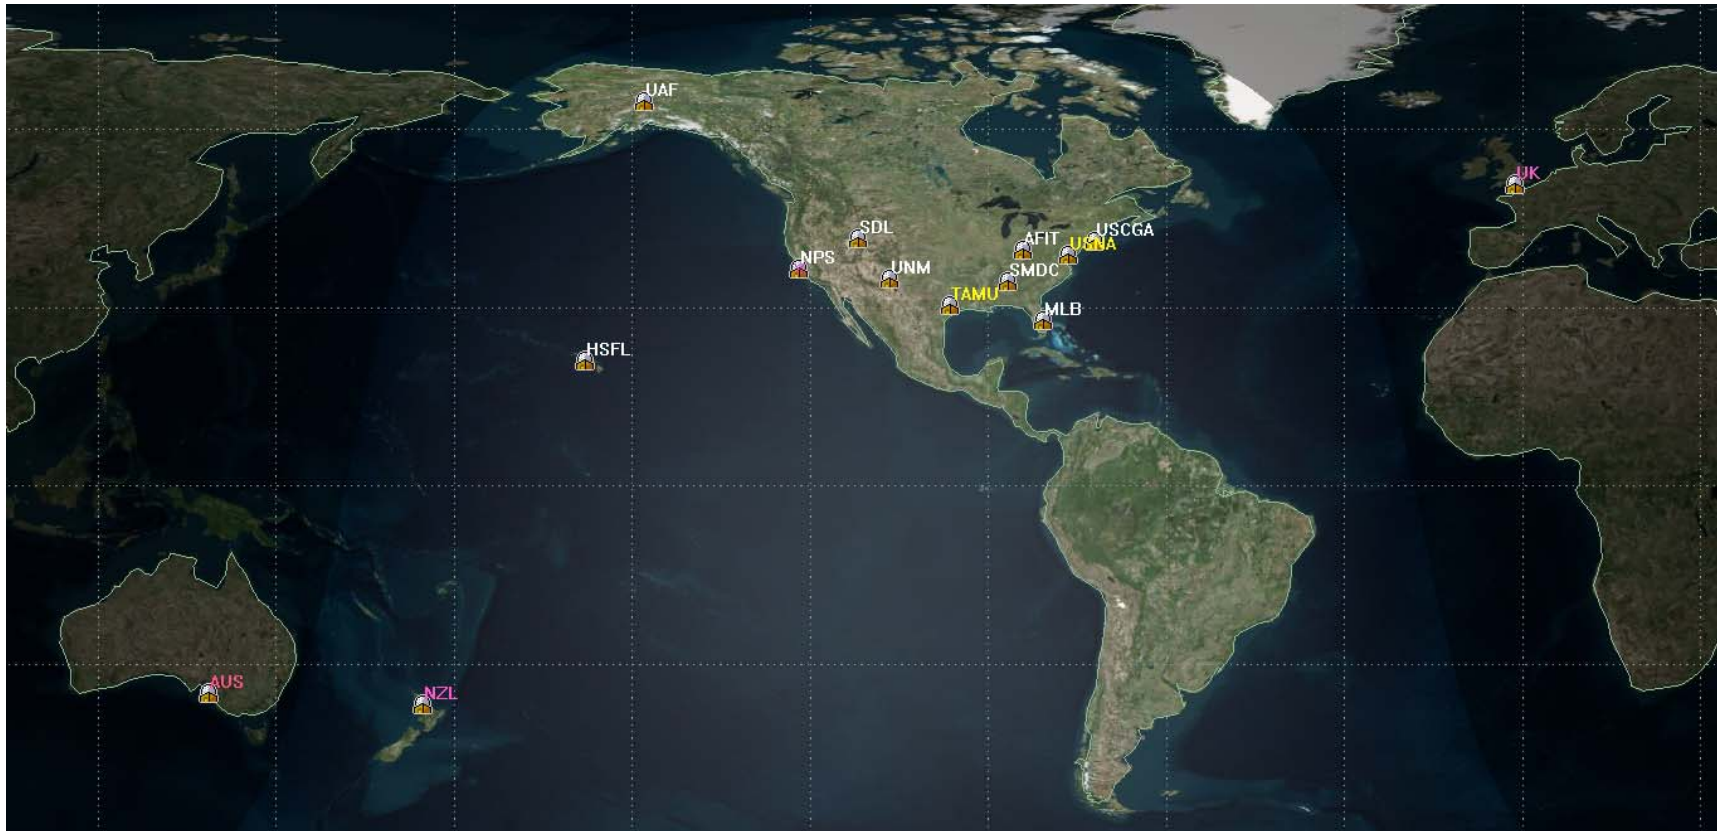 UAF
UK
SDL
AFIT
USCGA
USNA
NPS
UNM
SMDC
TAMU
MLB
HSFL
AUS
NZL